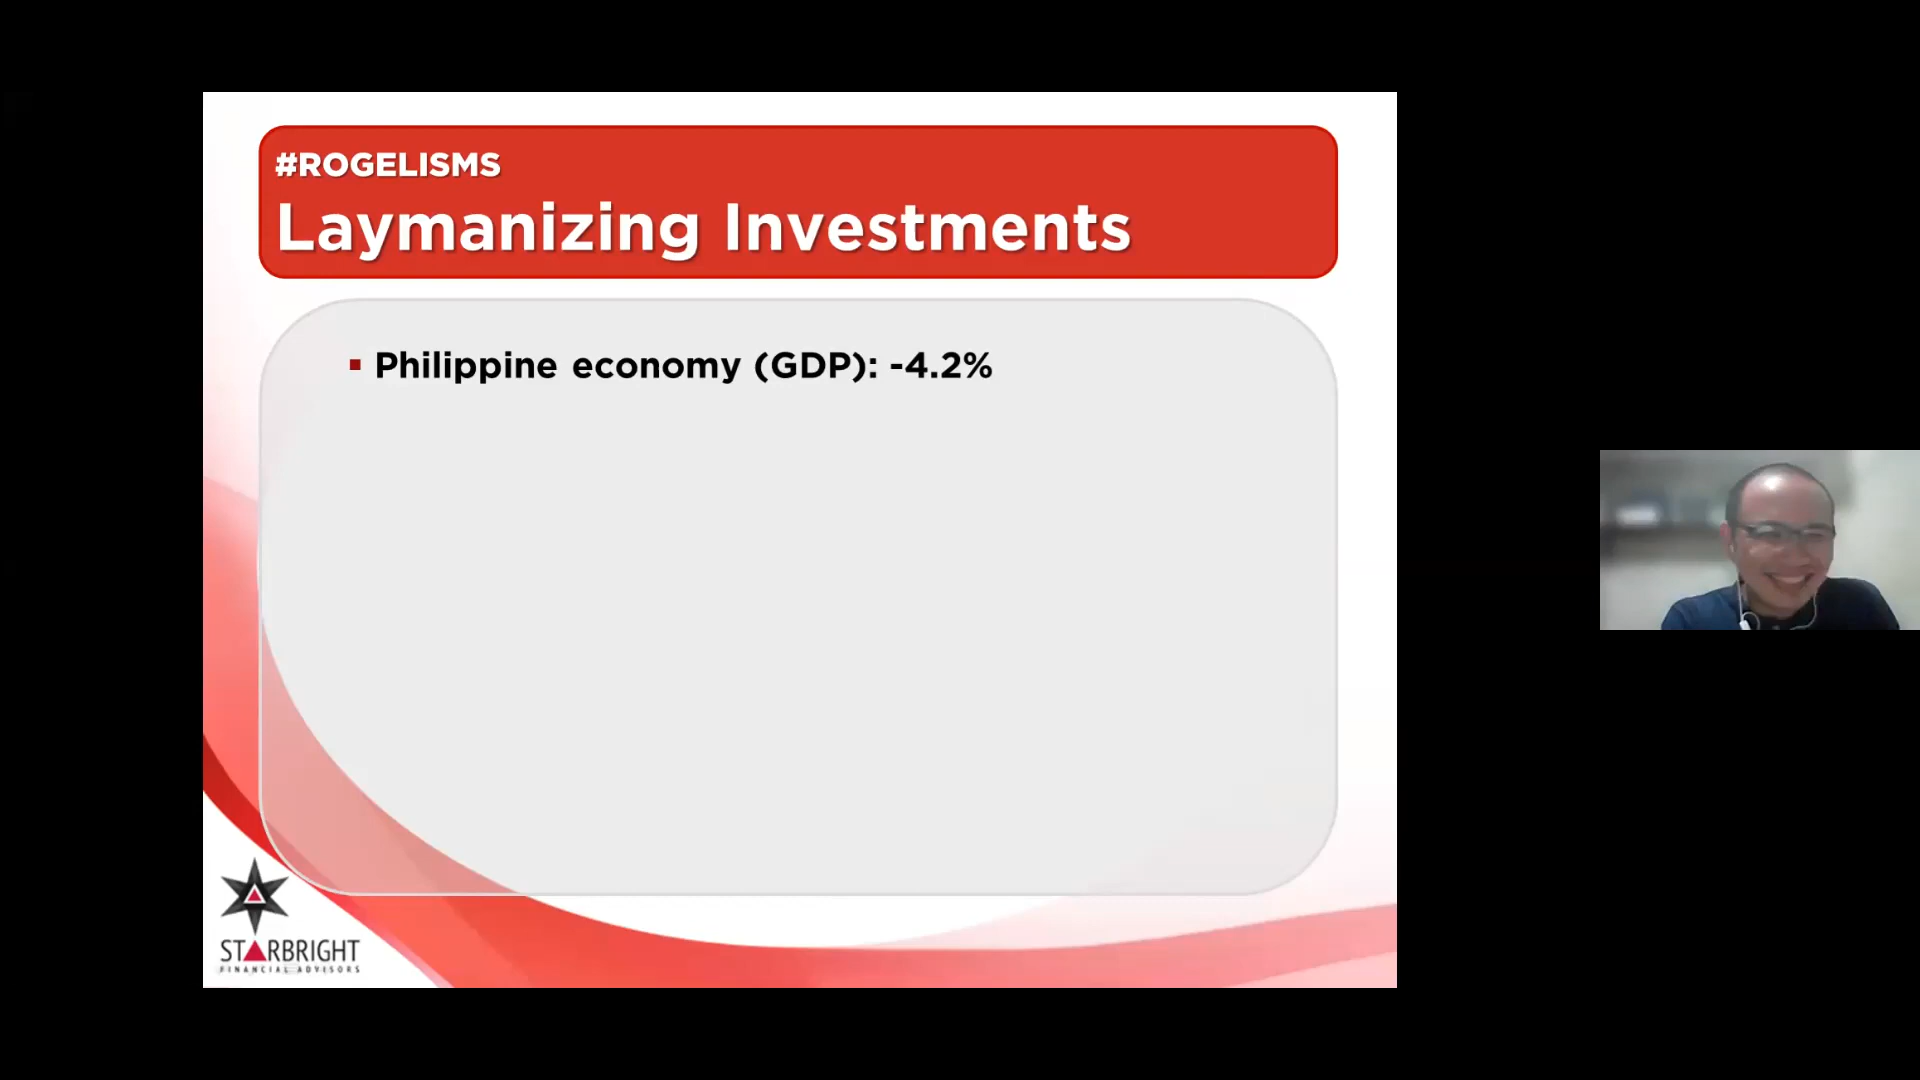 #ROGELISMS
Laymanizing Investments
Philippine economy (GDP): -4.2%
STARBRIGHT
FINANCIAL ADVISORS